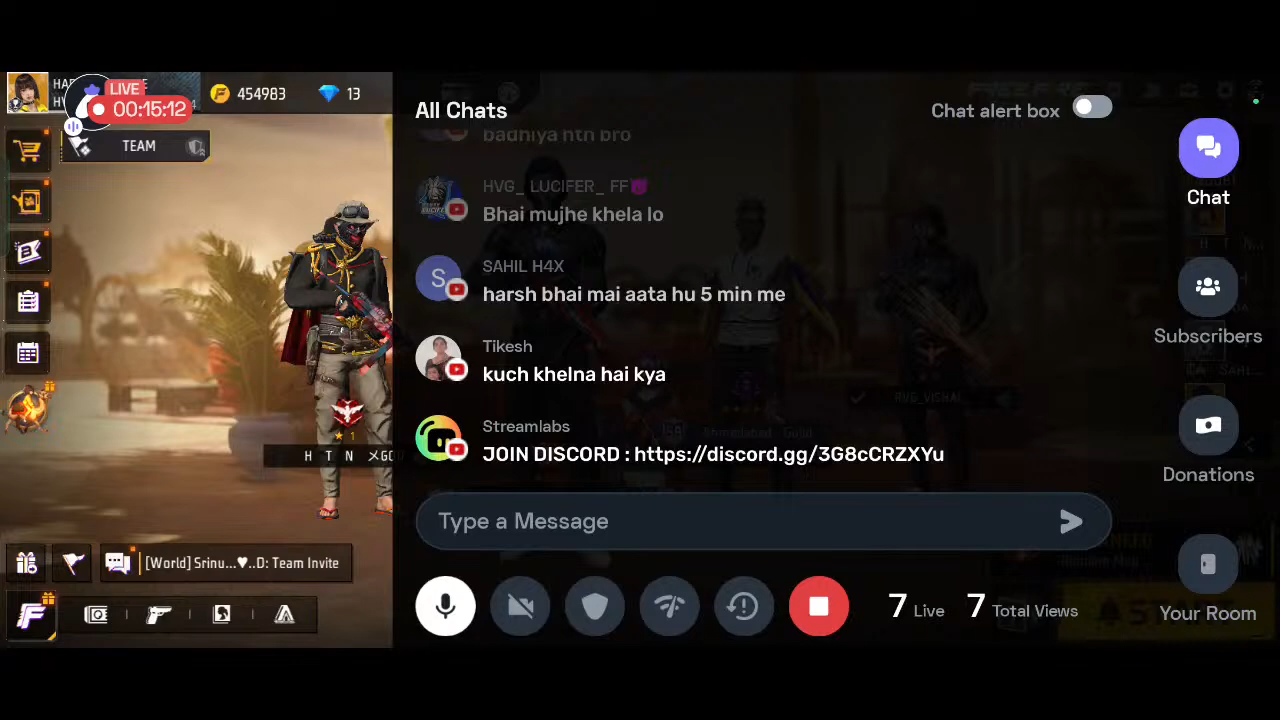 LIVE
00:15:12
454983
13
TEAM
All Chats
Chat alert box
badhiya nth bro
HVG_ LUCIFER_ FF😈
Bhai mujhe khela lo
SAHIL H4X
harsh bhai mai aata hu 5 min me
Tikesh
kuch khelna hai kya
Streamlabs
JOIN DISCORD : https://discord.gg/3G8cCRZXYu
Type a Message
7 Live 7 Total Views
Chat
Subscribers
Donations
Your Room
1
H T N
[World] Srinu...♥..D: Team Invite